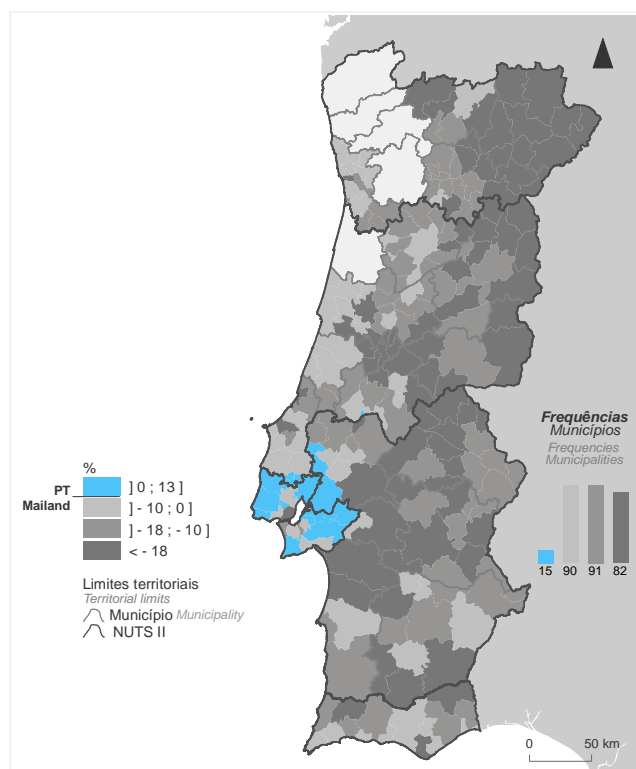 Frequências
Municípios
Frequencies
Municipalities
15 90 91 82
%
PT
Mailand
] 0 ; 13 ]
]- 10 ; 0 ]
]- 18 ; -10 ]
< - 18
Limites territoriais
Territorial limits
Município Municipality
NUTS II
0 50 km